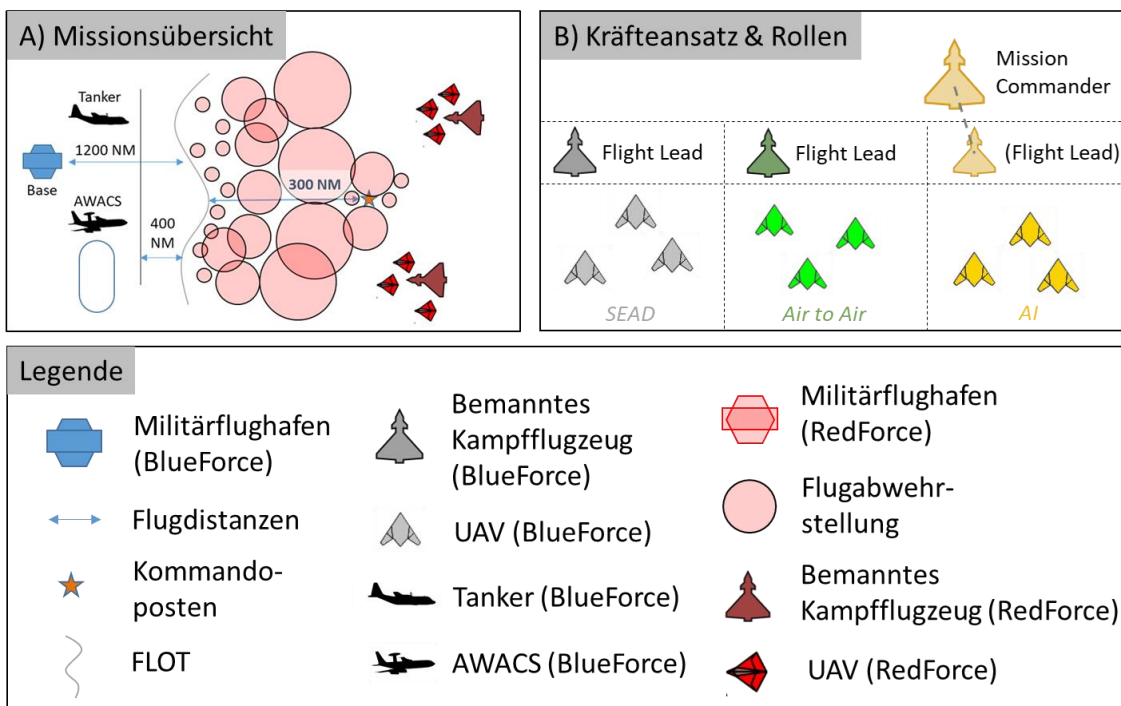 A) Missionsübersicht
Tanker
1200 NM
Base
AWACS
400
NM
300 NM
B) Kräfteansatz & Rollen
Mission
Commander
Flight Lead
Flight Lead
(Flight Lead)
SEAD
Air to Air
AI
Legende
Militärflughafen
(BlueForce)
Flugdistanzen
Kommando-
posten
FLOT
Bemanntes
Kampfflugzeug
(BlueForce)
UAV (BlueForce)
Tanker (BlueForce)
AWACS (BlueForce)
Militärflughafen
(RedForce)
Flugabwehr-
stellung
Bemanntes
Kampfflugzeug (RedForce)
UAV (RedForce)